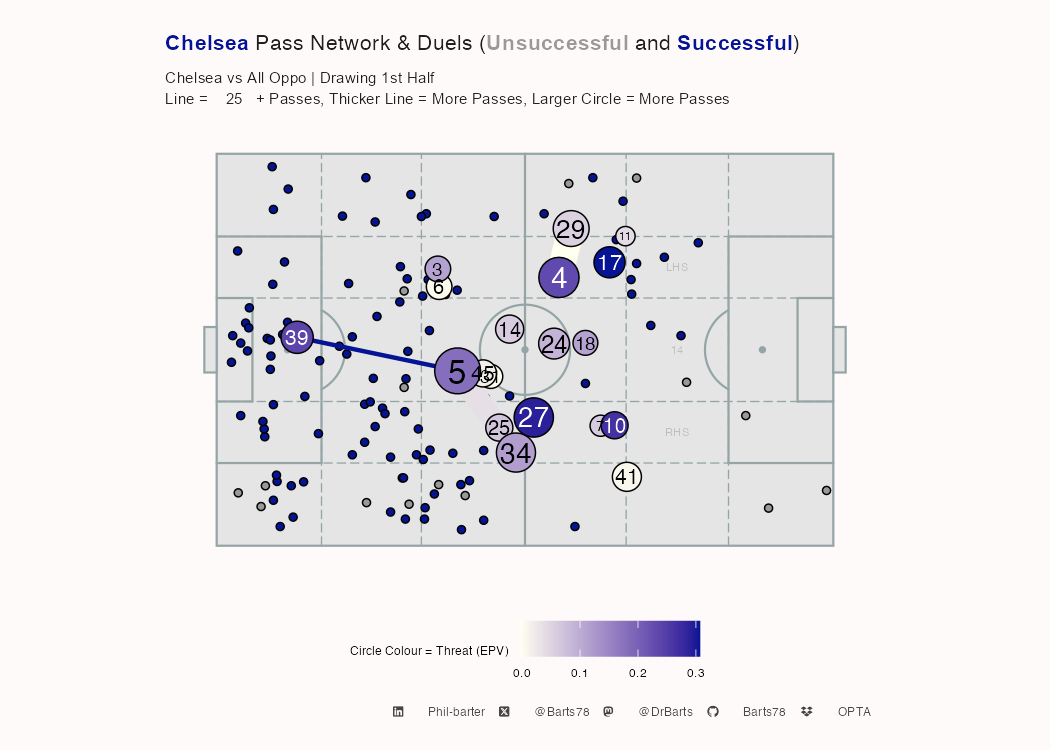 Chelsea Pass Network & Duels (Unsuccessful and Successful)
Chelsea vs All Oppo | Drawing 1st Half
Line = 25 + Passes, Thicker Line = More Passes, Larger Circle = More Passes
29
11
17
LHS
3
6
4
14
24
18
14
39
5
45
27
25
7
10
RHS
34
41
Circle Colour = Threat (EPV)
0.0 0.1 0.2 0.3
Phil-barter @Barts78 @DrBarts Barts78 OPTA